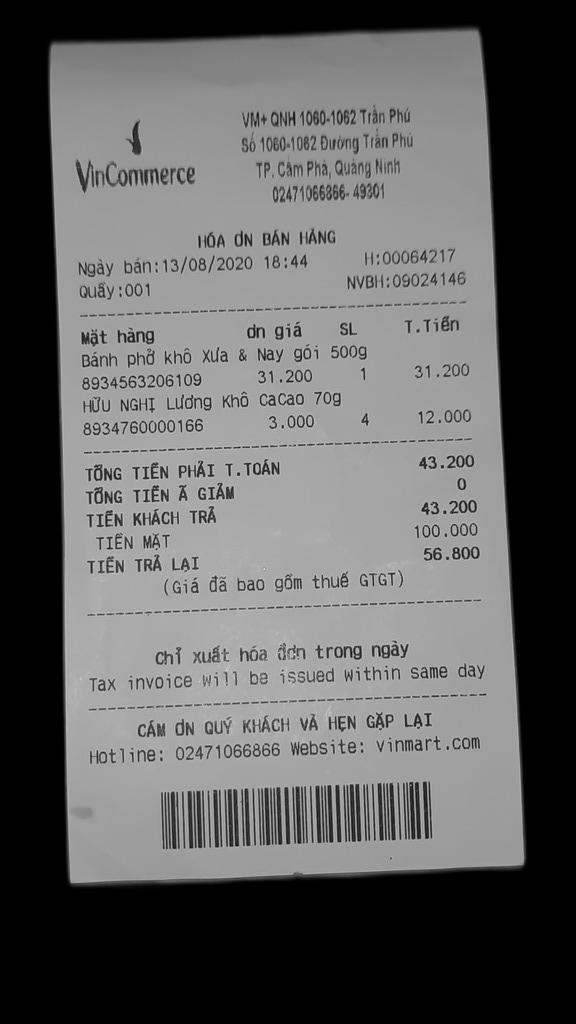 VinCommerce
VM+ QNH 1060-1062 Trần Phú
Số 1060-1062 Đường Trần Phú
TP. Cẩm Phả, Quảng Ninh
02471066866- 49301
HÓA ƠN BÁN HÀNG
Ngày bán:13/08/2020 18:44 H:00064217
Quầy:001 NVBH:09024146
Mặt hàng ơn giá SL T.Tiền
Bánh phở khô Xưa & Nay gói 500g
8934563206109 31.200 1 31.200
HỮU NGHỊ Lương Khô CaCao 70g
8934760000166 3.000 4 12.000
TỔNG TIỀN PHẢI T.TOÁN 43.200
TỔNG TIỀN Ã GIẢM 0
TIỀN KHÁCH TRẢ 43.200
TIỀN MẶT 100.000
TIỀN TRẢ LẠI 56.800
(Giá đã bao gồm thuế GTGT)
Chỉ xuất hóa đơn trong ngày
Tax invoice will be issued within same day
CÁM ƠN QUÝ KHÁCH VÀ HẸN GẶP LẠI
Hotline: 02471066866 Website: vinmart.com